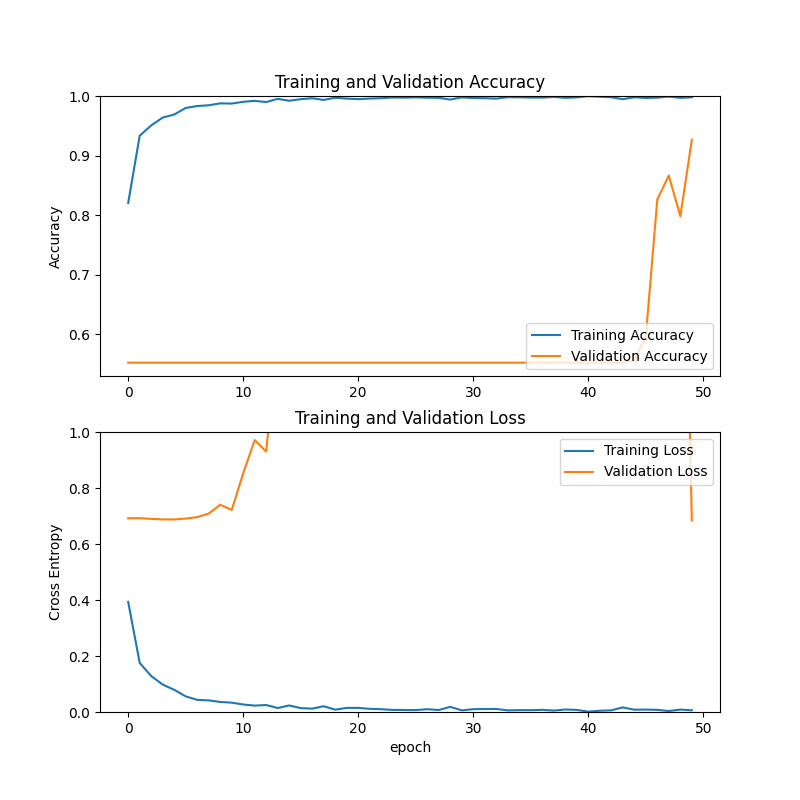 Training and Validation Accuracy
1.0
0.9
0.8
0.7
0.6
Accuracy
Training Accuracy
Validation Accuracy
0 10 20 30 40 50
Training and Validation Loss
1.0
0.8
0.6
0.4
0.2
0.0
Cross Entropy
Training Loss
Validation Loss
0 10 20 30 40 50
epoch